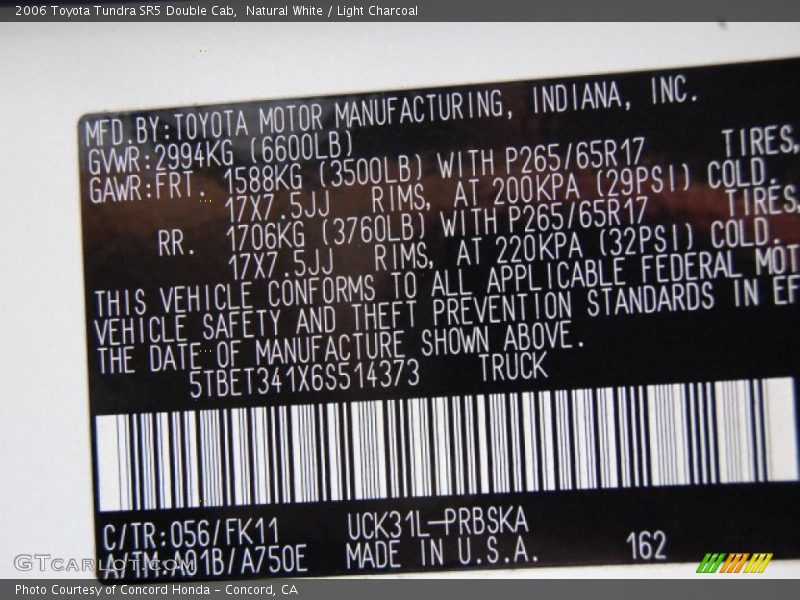 2006 Toyota Tundra SR5 Double Cab, Natural White / Light Charcoal
MFD.BY:TOYOTA MOTOR MANUFACTURING, INDIANA, INC.
GVWR:2994KG (6600LB)
GAWR:FRT. 1588KG (3500LB) WITH P265/65R17 TIRES,
17X7.5JJ RIMS, AT 200KPA (29PSI) COLD.
RR. 1706KG (3760LB) WITH P265/65R17 TIRES,
17X7.5JJ RIMS, AT 220KPA (32PSI) COLD.
THIS VEHICLE CONFORMS TO ALL APPLICABLE FEDERAL MOT
VEHICLE SAFETY AND THEFT PREVENTION STANDARDS IN EF
THE DATE OF MANUFACTURE SHOWN ABOVE.
5TBET341X6S514373 TRUCK
C/TR:056/FK11 UCK31L-PRBSKA
A/TM:A01B/A750E MADE IN U.S.A. 162
GTcarlot.com
Photo Courtesy of Concord Honda - Concord, CA